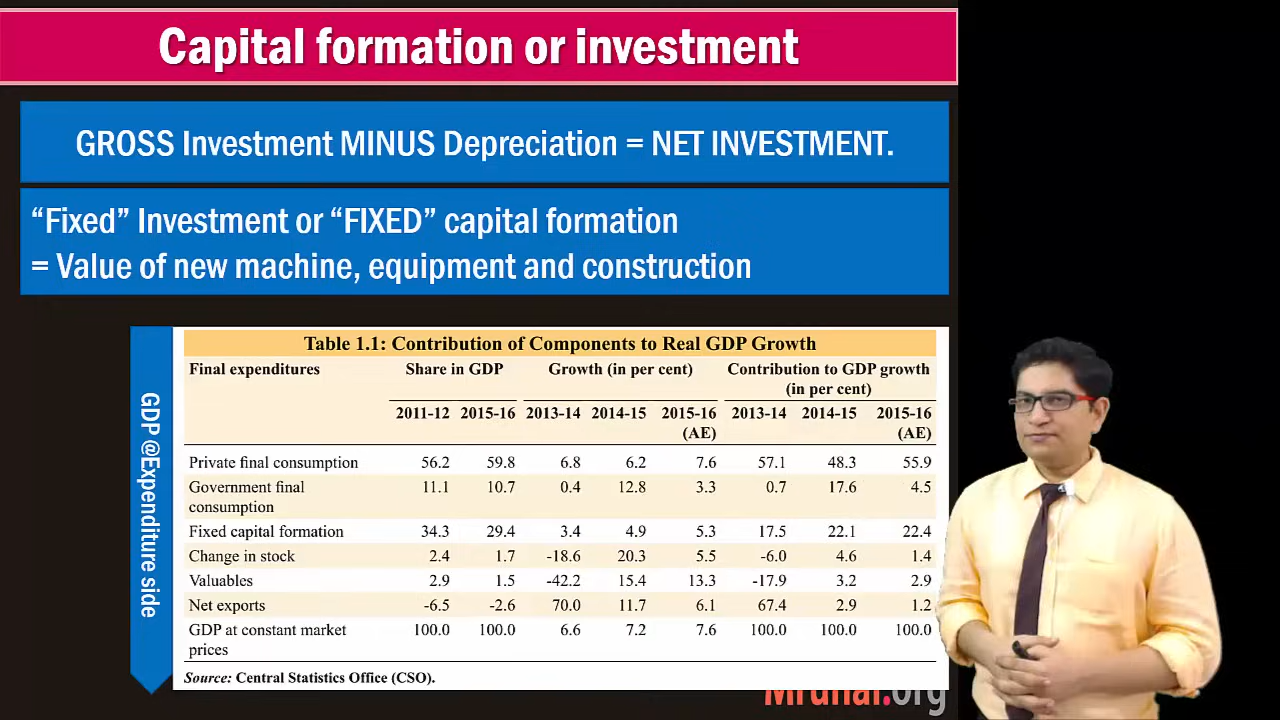 Capital formation or investment
GROSS Investment MINUS Depreciation = NET INVESTMENT.
“Fixed” Investment or “FIXED” capital formation
= Value of new machine, equipment and construction
GDP @Expenditure side
Table 1.1: Contribution of Components to Real GDP Growth
Final expenditures Share in GDP Growth (in per cent) Contribution to GDP growth
(in per cent)
2011-12 2015-16 2013-14 2014-15 2015-16 2013-14 2014-15 2015-16
(AE) (AE)
Private final consumption 56.2 59.8 6.8 6.2 7.6 57.1 48.3 55.9
Government final 11.1 10.7 0.4 12.8 3.3 0.7 17.6 4.5
consumption
Fixed capital formation 34.3 29.4 3.4 4.9 5.3 17.5 22.1 22.4
Change in stock 2.4 1.7 -18.6 20.3 5.5 -6.0 4.6 1.4
Valuables 2.9 1.5 -42.2 15.4 13.3 -17.9 3.2 2.9
Net exports -6.5 -2.6 70.0 11.7 6.1 67.4 2.9 1.2
GDP at constant market 100.0 100.0 6.6 7.2 7.6 100.0 100.0 100.0
prices
Source: Central Statistics Office (CSO).
Mrunal.org